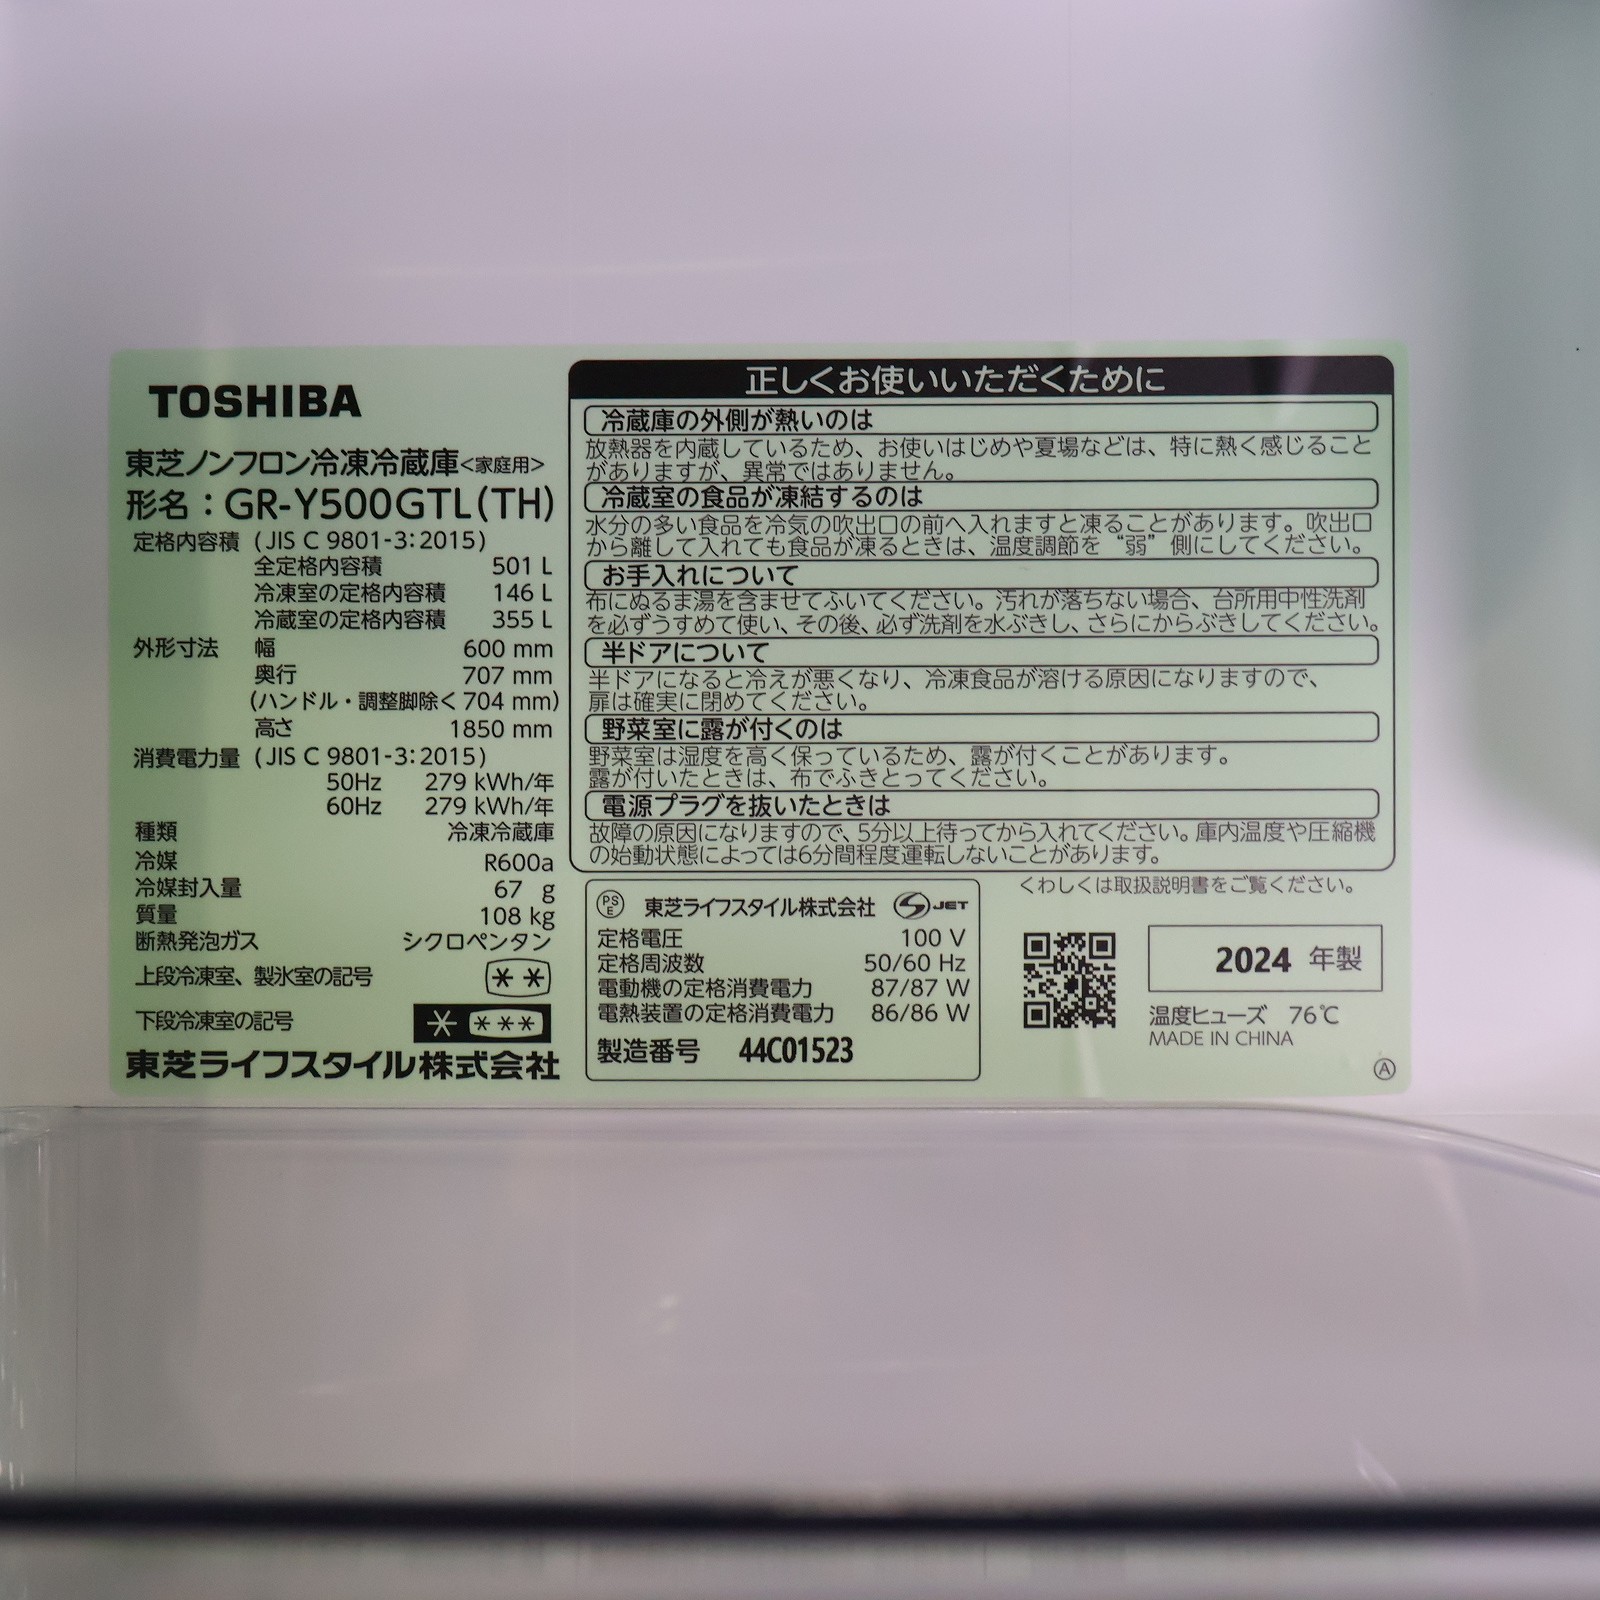 TOSHIBA
東芝ノンフロン冷凍冷蔵庫<家庭用>
形名：GR-Y500GTL(TH)
定格内容積 (JIS C 9801-3:2015)
全定格内容積 501 L
冷凍室の定格内容積 146 L
冷蔵室の定格内容積 355 L
外形寸法 幅 600 mm
奥行 707 mm
(ハンドル・調整脚除く 704 mm)
高さ 1850 mm
消費電力量 (JIS C 9801-3:2015)
50Hz 279 kWh/年
60Hz 279 kWh/年
種類 冷凍冷蔵庫
冷媒 R600a
冷媒封入量 67 g
質量 108 kg
断熱発泡ガス シクロペンタン
上段冷凍室、製氷室の記号 **
下段冷凍室の記号 * ***
東芝ライフスタイル株式会社
正しくお使いいただくために
冷蔵庫の外側が熱いのは
放熱器を内蔵しているため、お使いはじめや夏場などは、特に熱く感じること
がありますが、異常ではありません。
冷蔵室の食品が凍結するのは
水分の多い食品を冷気の吹出口の前へ入れますと凍ることがあります。吹出口
から離して入れても食品が凍るときは、温度調節を“弱”側にしてください。
お手入れについて
布にぬるま湯を含ませてふいてください。汚れが落ちない場合、台所用中性洗剤
を必ずうすめて使い、その後、必ず洗剤を水ぶきし、さらにからぶきしてください。
半ドアについて
半ドアになると冷えが悪くなり、冷凍食品が溶ける原因になりますので、
扉は確実に閉めてください。
野菜室に露が付くのは
野菜室は湿度を高く保っているため、露が付くことがあります。
露が付いたときは、布でふきとってください。
電源プラグを抜いたときは
故障の原因になりますので、5分以上待ってから入れてください。庫内温度や圧縮機
の始動状態によっては6分間程度運転しないことがあります。
くわしくは取扱説明書をご覧ください。
PSE 東芝ライフスタイル株式会社 JET
定格電圧 100 V
定格周波数 50/60 Hz
電動機の定格消費電力 87/87 W
電熱装置の定格消費電力 86/86 W
製造番号 44C01523
2024 年製
温度ヒューズ 76℃
MADE IN CHINA
Ⓐ